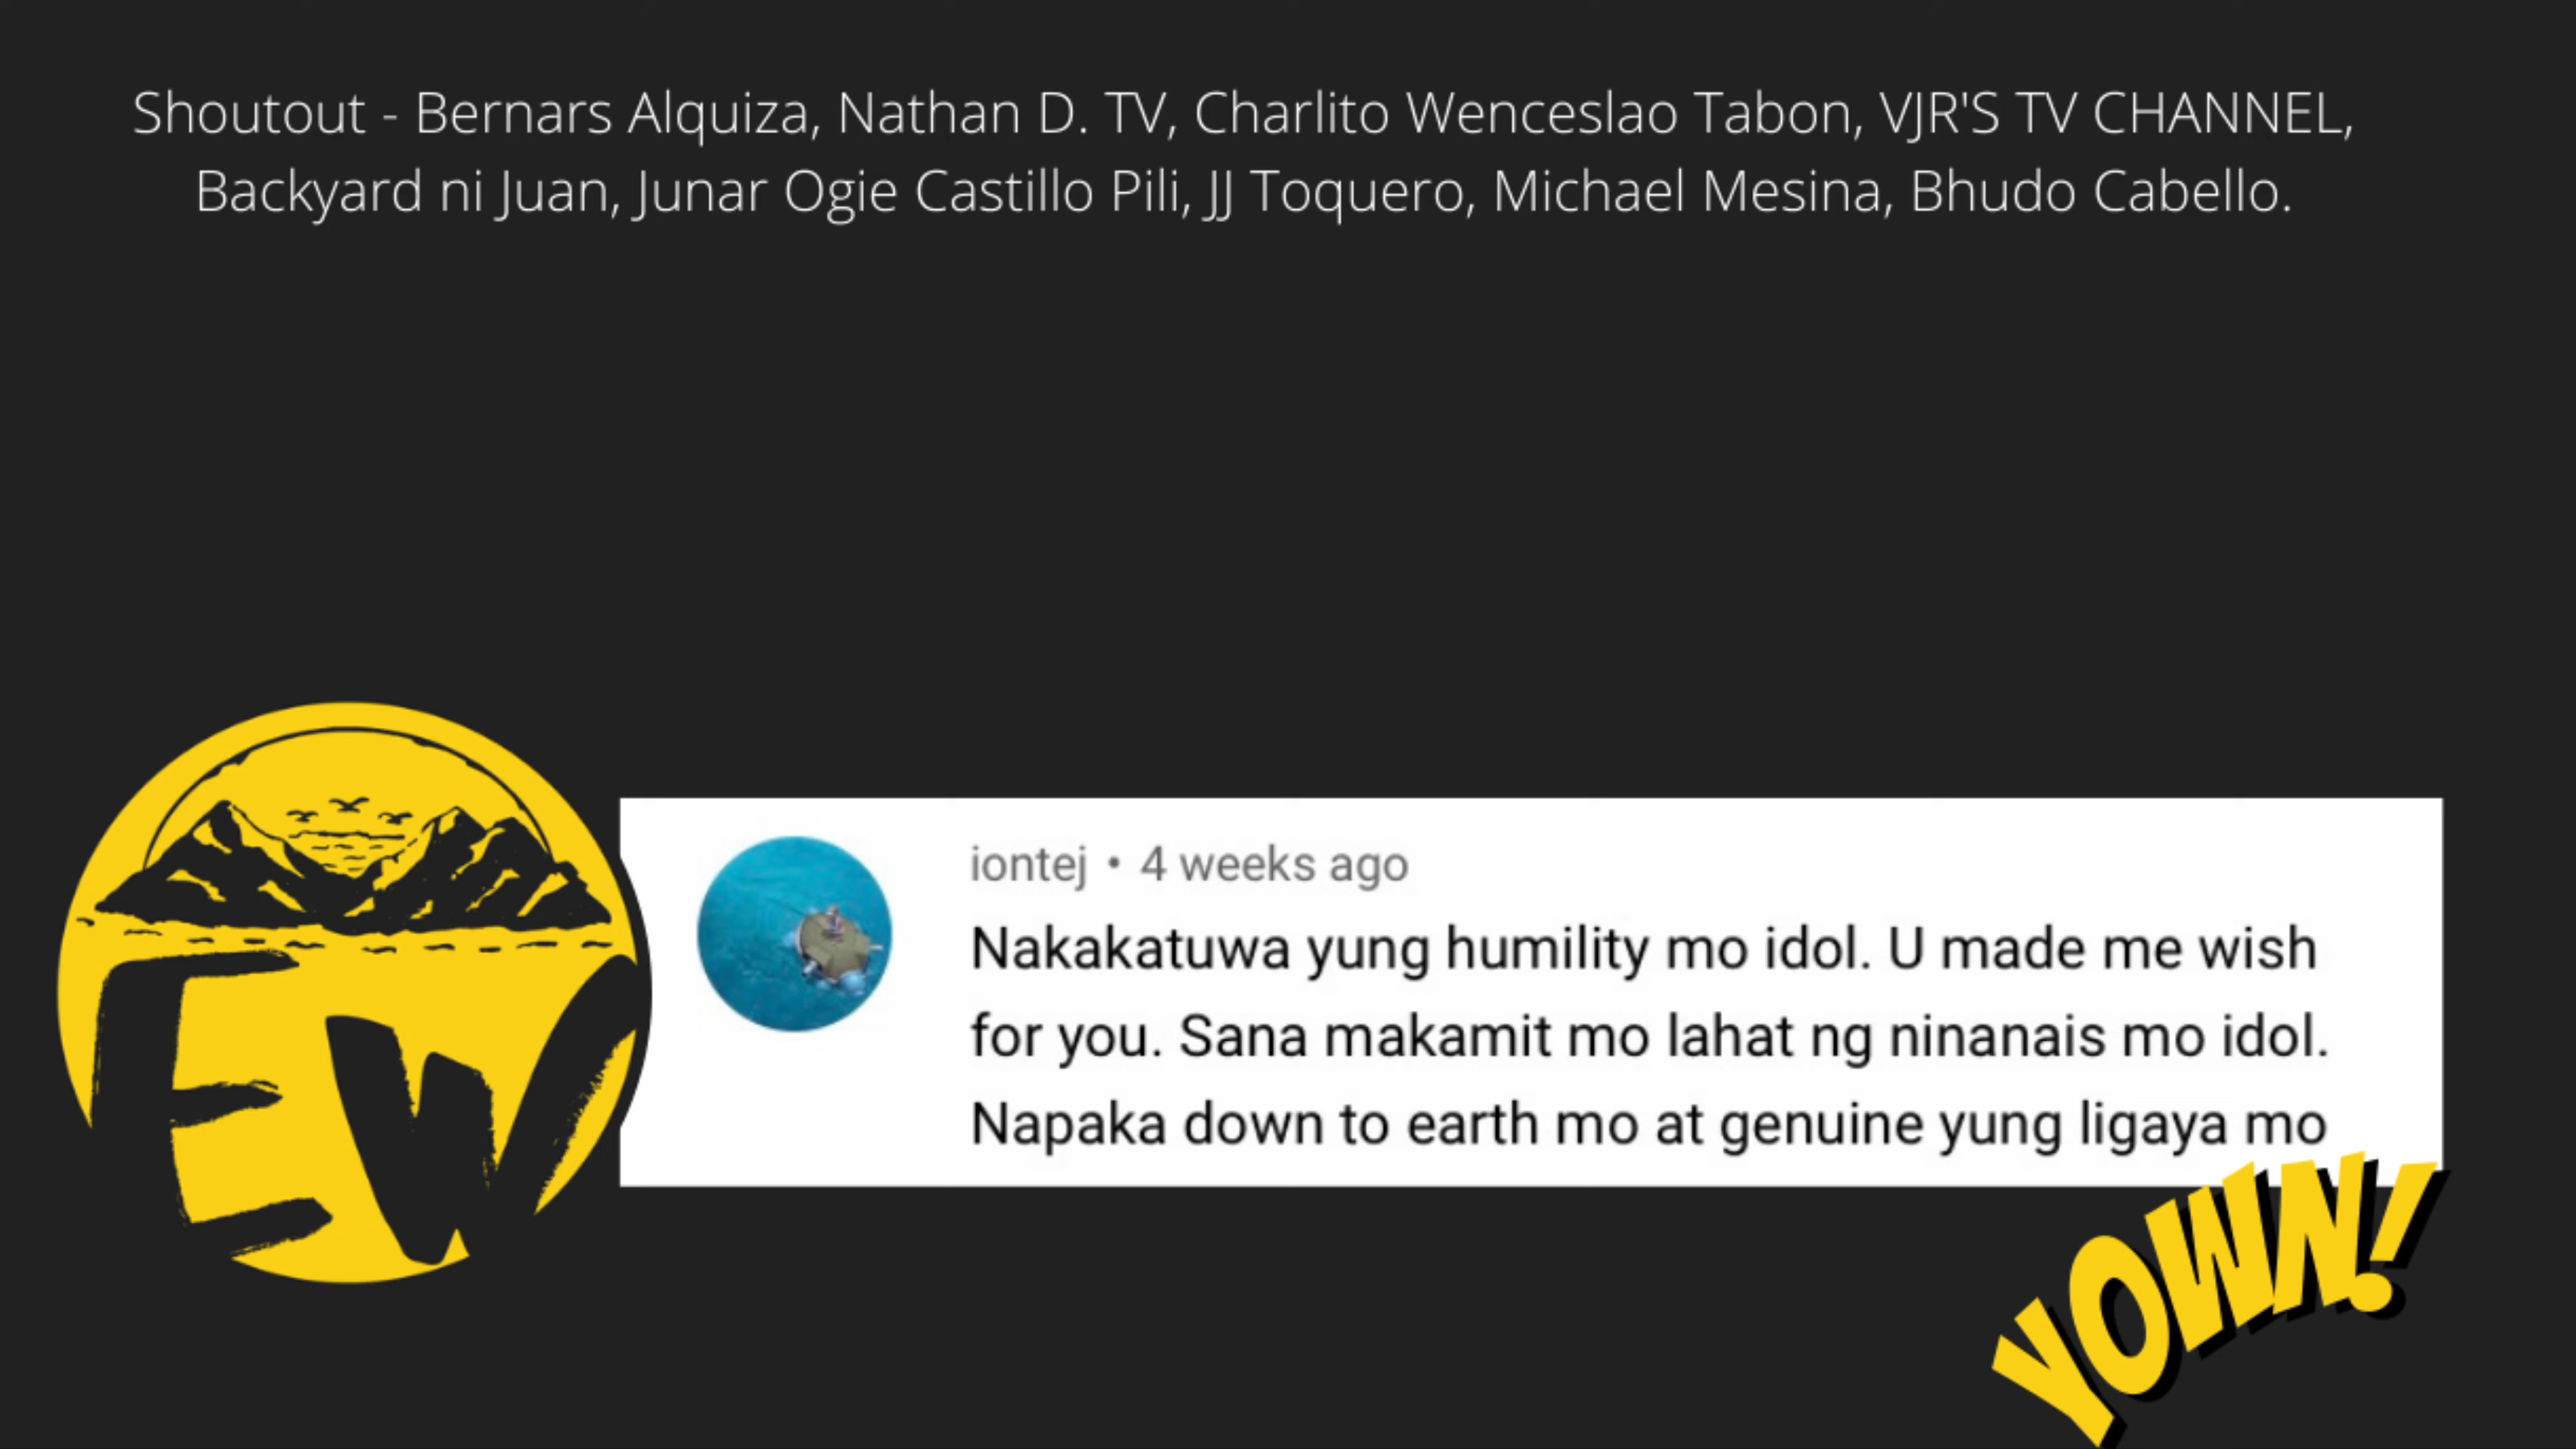 Shoutout - Bernars Alquiza, Nathan D. TV, Charlito Wenceslao Tabon, VJR'S TV CHANNEL,
Backyard ni Juan, Junar Ogie Castillo Pili, JJ Toquero, Michael Mesina, Bhudo Cabello.
iontej • 4 weeks ago
Nakakatuwa yung humility mo idol. U made me wish
for you. Sana makamit mo lahat ng ninanais mo idol.
Napaka down to earth mo at genuine yung ligaya mo
EW
YOWN!